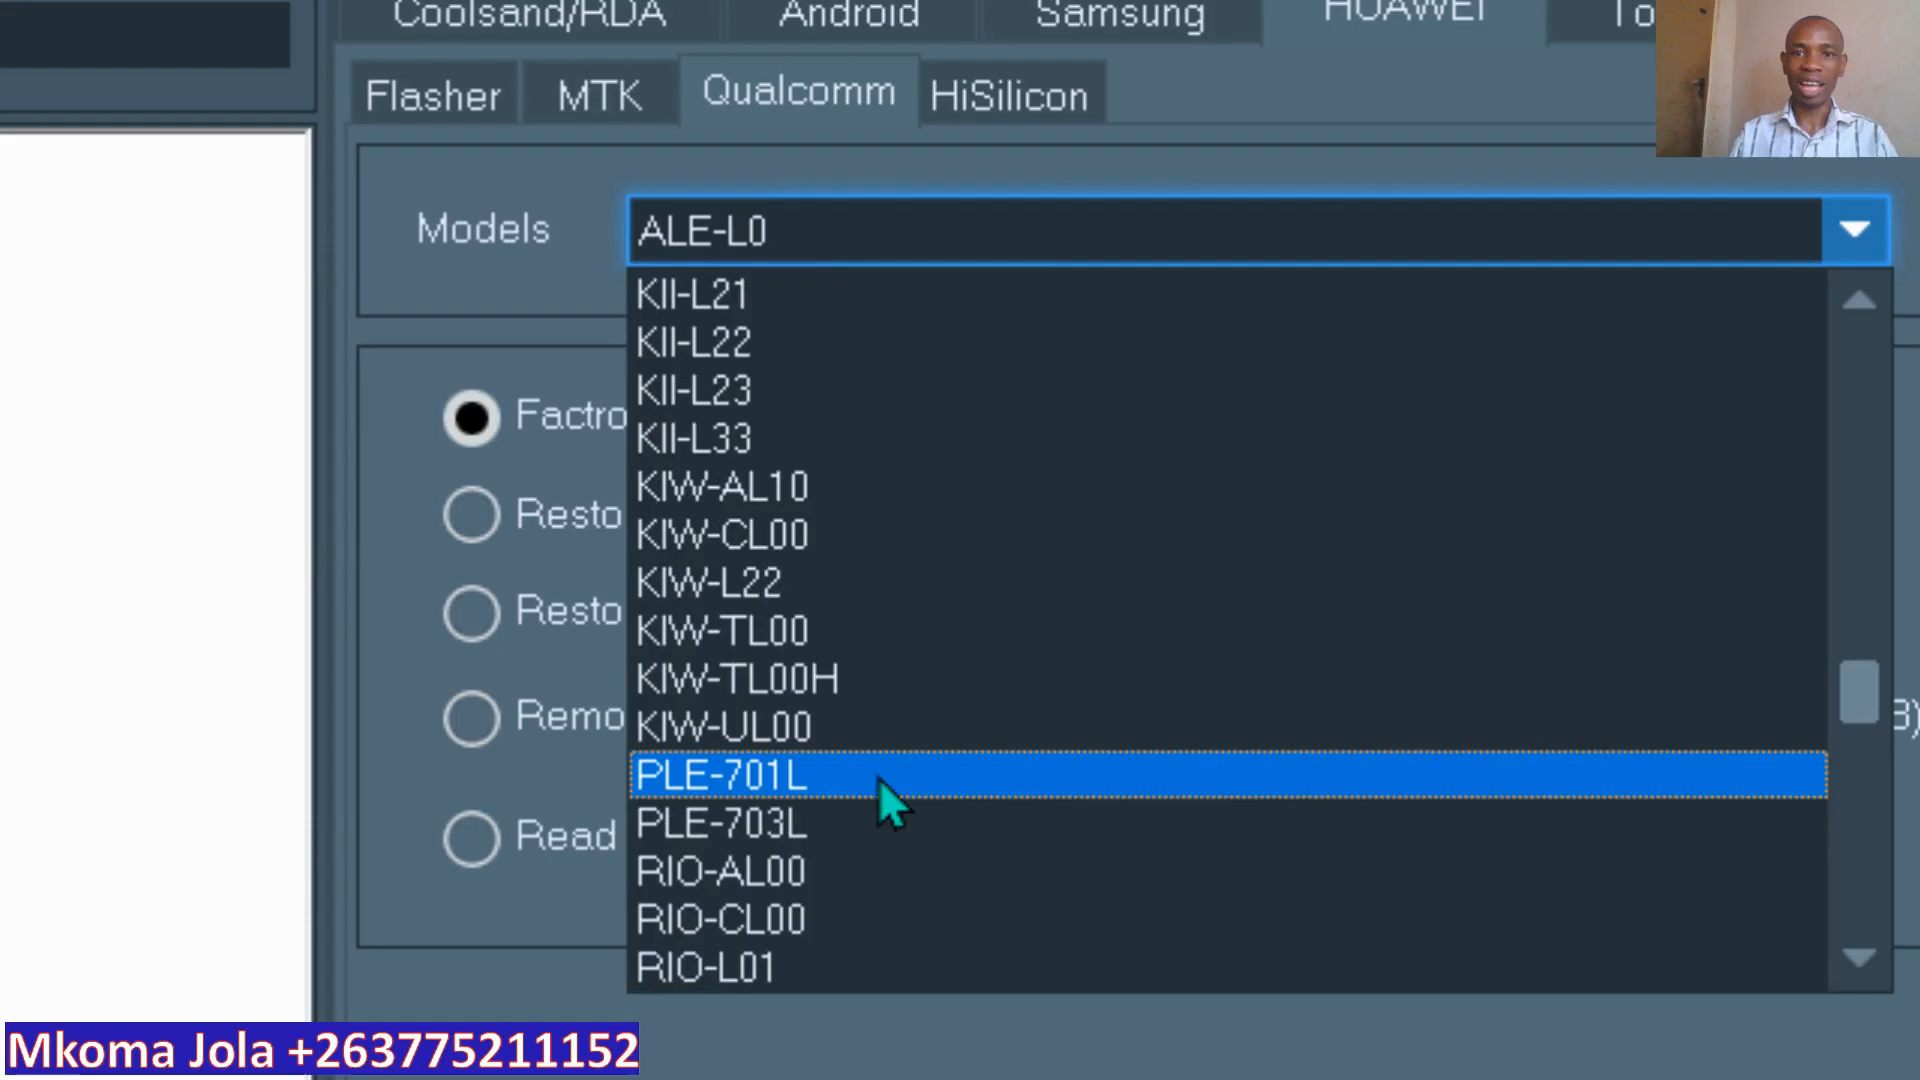 Coolsand/RDA Android Samsung HUAWEI To
Flasher MTK Qualcomm HiSilicon
Models ALE-L0
KII-L21
KII-L22
KII-L23
KII-L33
KIW-AL10
KIW-CL00
KIW-L22
KIW-TL00
KIW-TL00H
KIW-UL00
PLE-701L
PLE-703L
RIO-AL00
RIO-CL00
RIO-L01
Factro
Resto
Resto
Remo
3)
Read
Mkoma Jola +263775211152